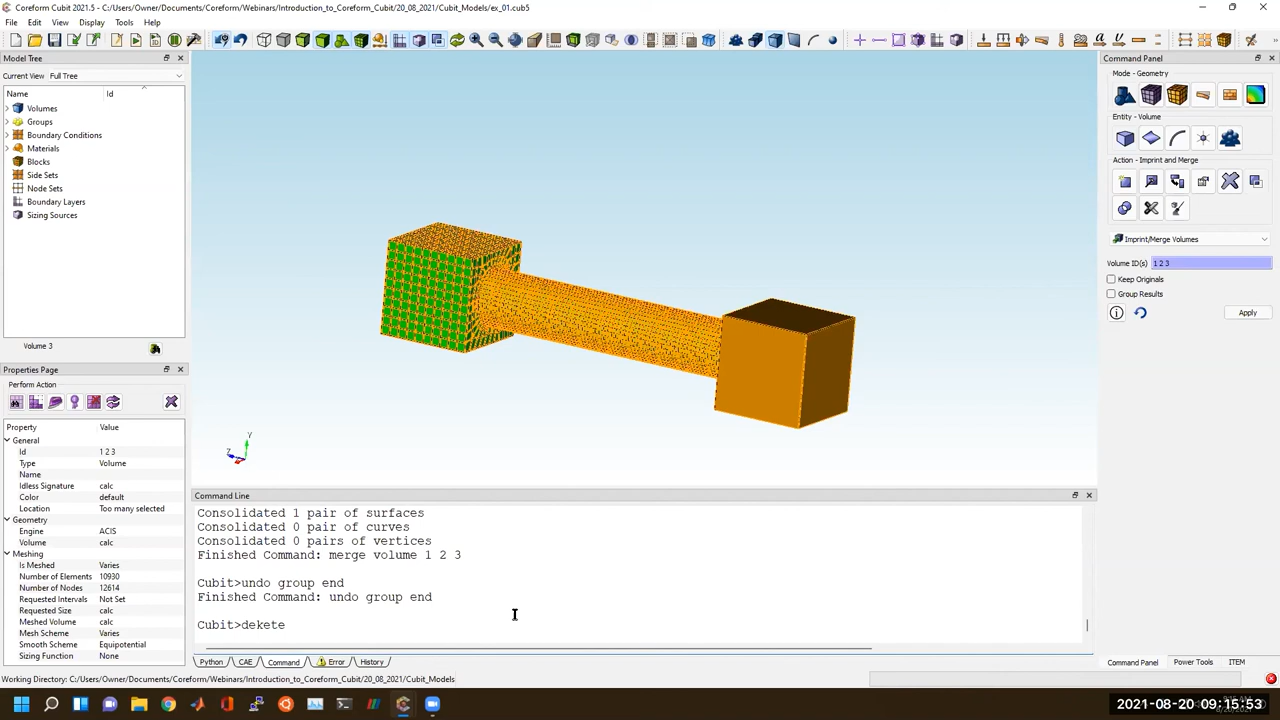 Coreform Cubit 2021.5 - C:/Users/Owner/Documents/Coreform/Webinars/Introduction_to_Coreform_Cubit/20_08_2021/Cubit_Models/ex_01.cub5
File Edit View Display Tools Help
Model Tree
Current View Full Tree
Name Id
Volumes
Groups
Boundary Conditions
Materials
Blocks
Side Sets
Node Sets
Boundary Layers
Sizing Sources
Volume 3
Properties Page
Perform Action
Property Value
General
Id 1 2 3
Type Volume
Name
Idless Signature calc
Color default
Location Too many selected
Geometry
Engine ACIS
Volume calc
Meshing
Is Meshed Varies
Number of Elements 10930
Number of Nodes 12614
Requested Intervals Not Set
Requested Size calc
Meshed Volume calc
Mesh Scheme Varies
Smooth Scheme Equipotential
Sizing Function None
Y
Z
Command Line
Consolidated 1 pair of surfaces
Consolidated 0 pair of curves
Consolidated 0 pairs of vertices
Finished Command: merge volume 1 2 3
Cubit>undo group end
Finished Command: undo group end
Cubit>dekete
Python CAE Command Error History
Command Panel
Mode - Geometry
Entity - Volume
Action - Imprint and Merge
Imprint/Merge Volumes
Volume ID(s) 1 2 3
Keep Originals
Group Results
Apply
Command Panel Power Tools ITEM
Working Directory: C:/Users/Owner/Documents/Coreform/Webinars/Introduction_to_Coreform_Cubit/20_08_2021/Cubit_Models
2021-08-20 09:15:53